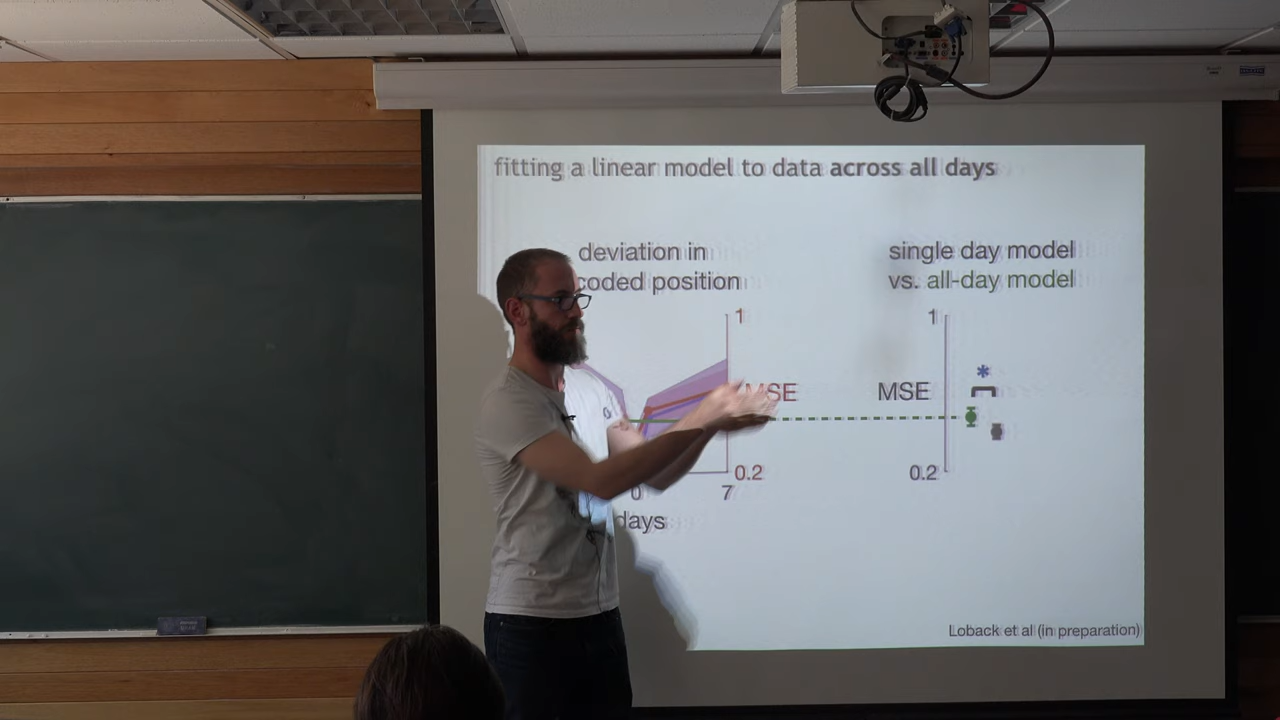 fitting a linear model to data across all days
deviation in
coded position
single day model
vs. all-day model
1
MSE
0.2
0
7
days
1
MSE
*
0.2
Loback et al (in preparation)